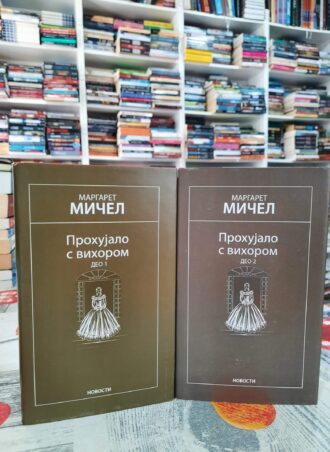 МАРГАРЕТ
МИЧЕЛ
Прохујало
с вихором
ДЕО 1
НОВОСТИ
МАРГАРЕТ
МИЧЕЛ
Прохујало
с вихором
ДЕО 2
НОВОСТИ